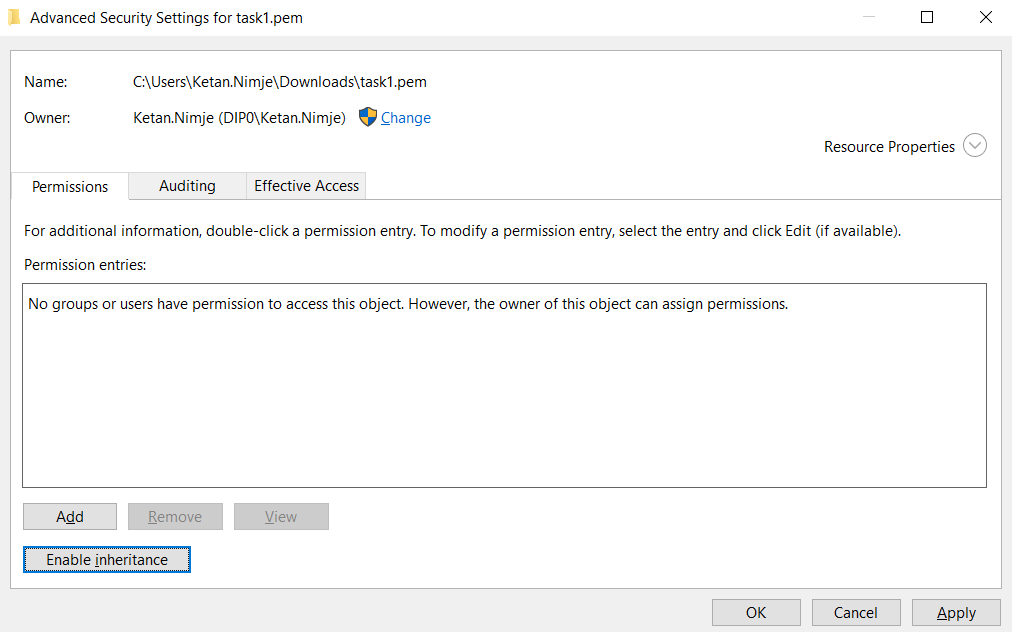 Advanced Security Settings for task1.pem
Name: C:\Users\Ketan.Nimje\Downloads\task1.pem
Owner: Ketan.Nimje (DIP0\Ketan.Nimje) Change
Resource Properties
Permissions Auditing Effective Access
For additional information, double-click a permission entry. To modify a permission entry, select the entry and click Edit (if available).
Permission entries:
No groups or users have permission to access this object. However, the owner of this object can assign permissions.
Add Remove View
Enable inheritance
OK Cancel Apply